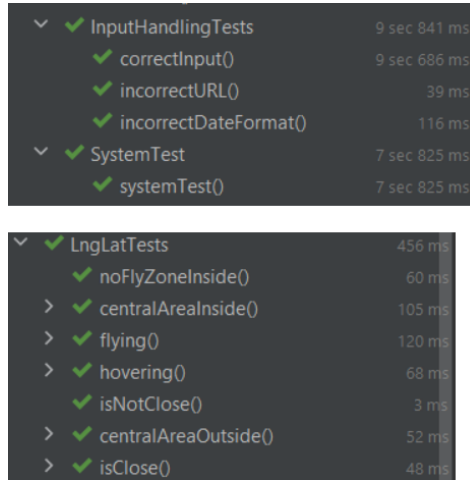 InputHandlingTests 9 sec 841 ms
correctInput() 9 sec 686 ms
incorrectURL() 39 ms
incorrectDateFormat() 116 ms
SystemTest 7 sec 825 ms
systemTest() 7 sec 825 ms
LngLatTests 456 ms
noFlyZoneInside() 60 ms
centralAreaInside() 105 ms
flying() 120 ms
hovering() 68 ms
isNotClose() 3 ms
centralAreaOutside() 52 ms
isClose() 48 ms